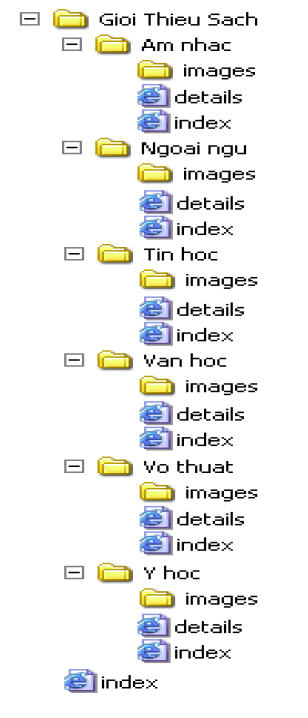 Gioi Thieu Sach
Am nhac
images
details
index
Ngoai ngu
images
details
index
Tin hoc
images
details
index
Van hoc
images
details
index
Vo thuat
images
details
index
Y hoc
images
details
index
index